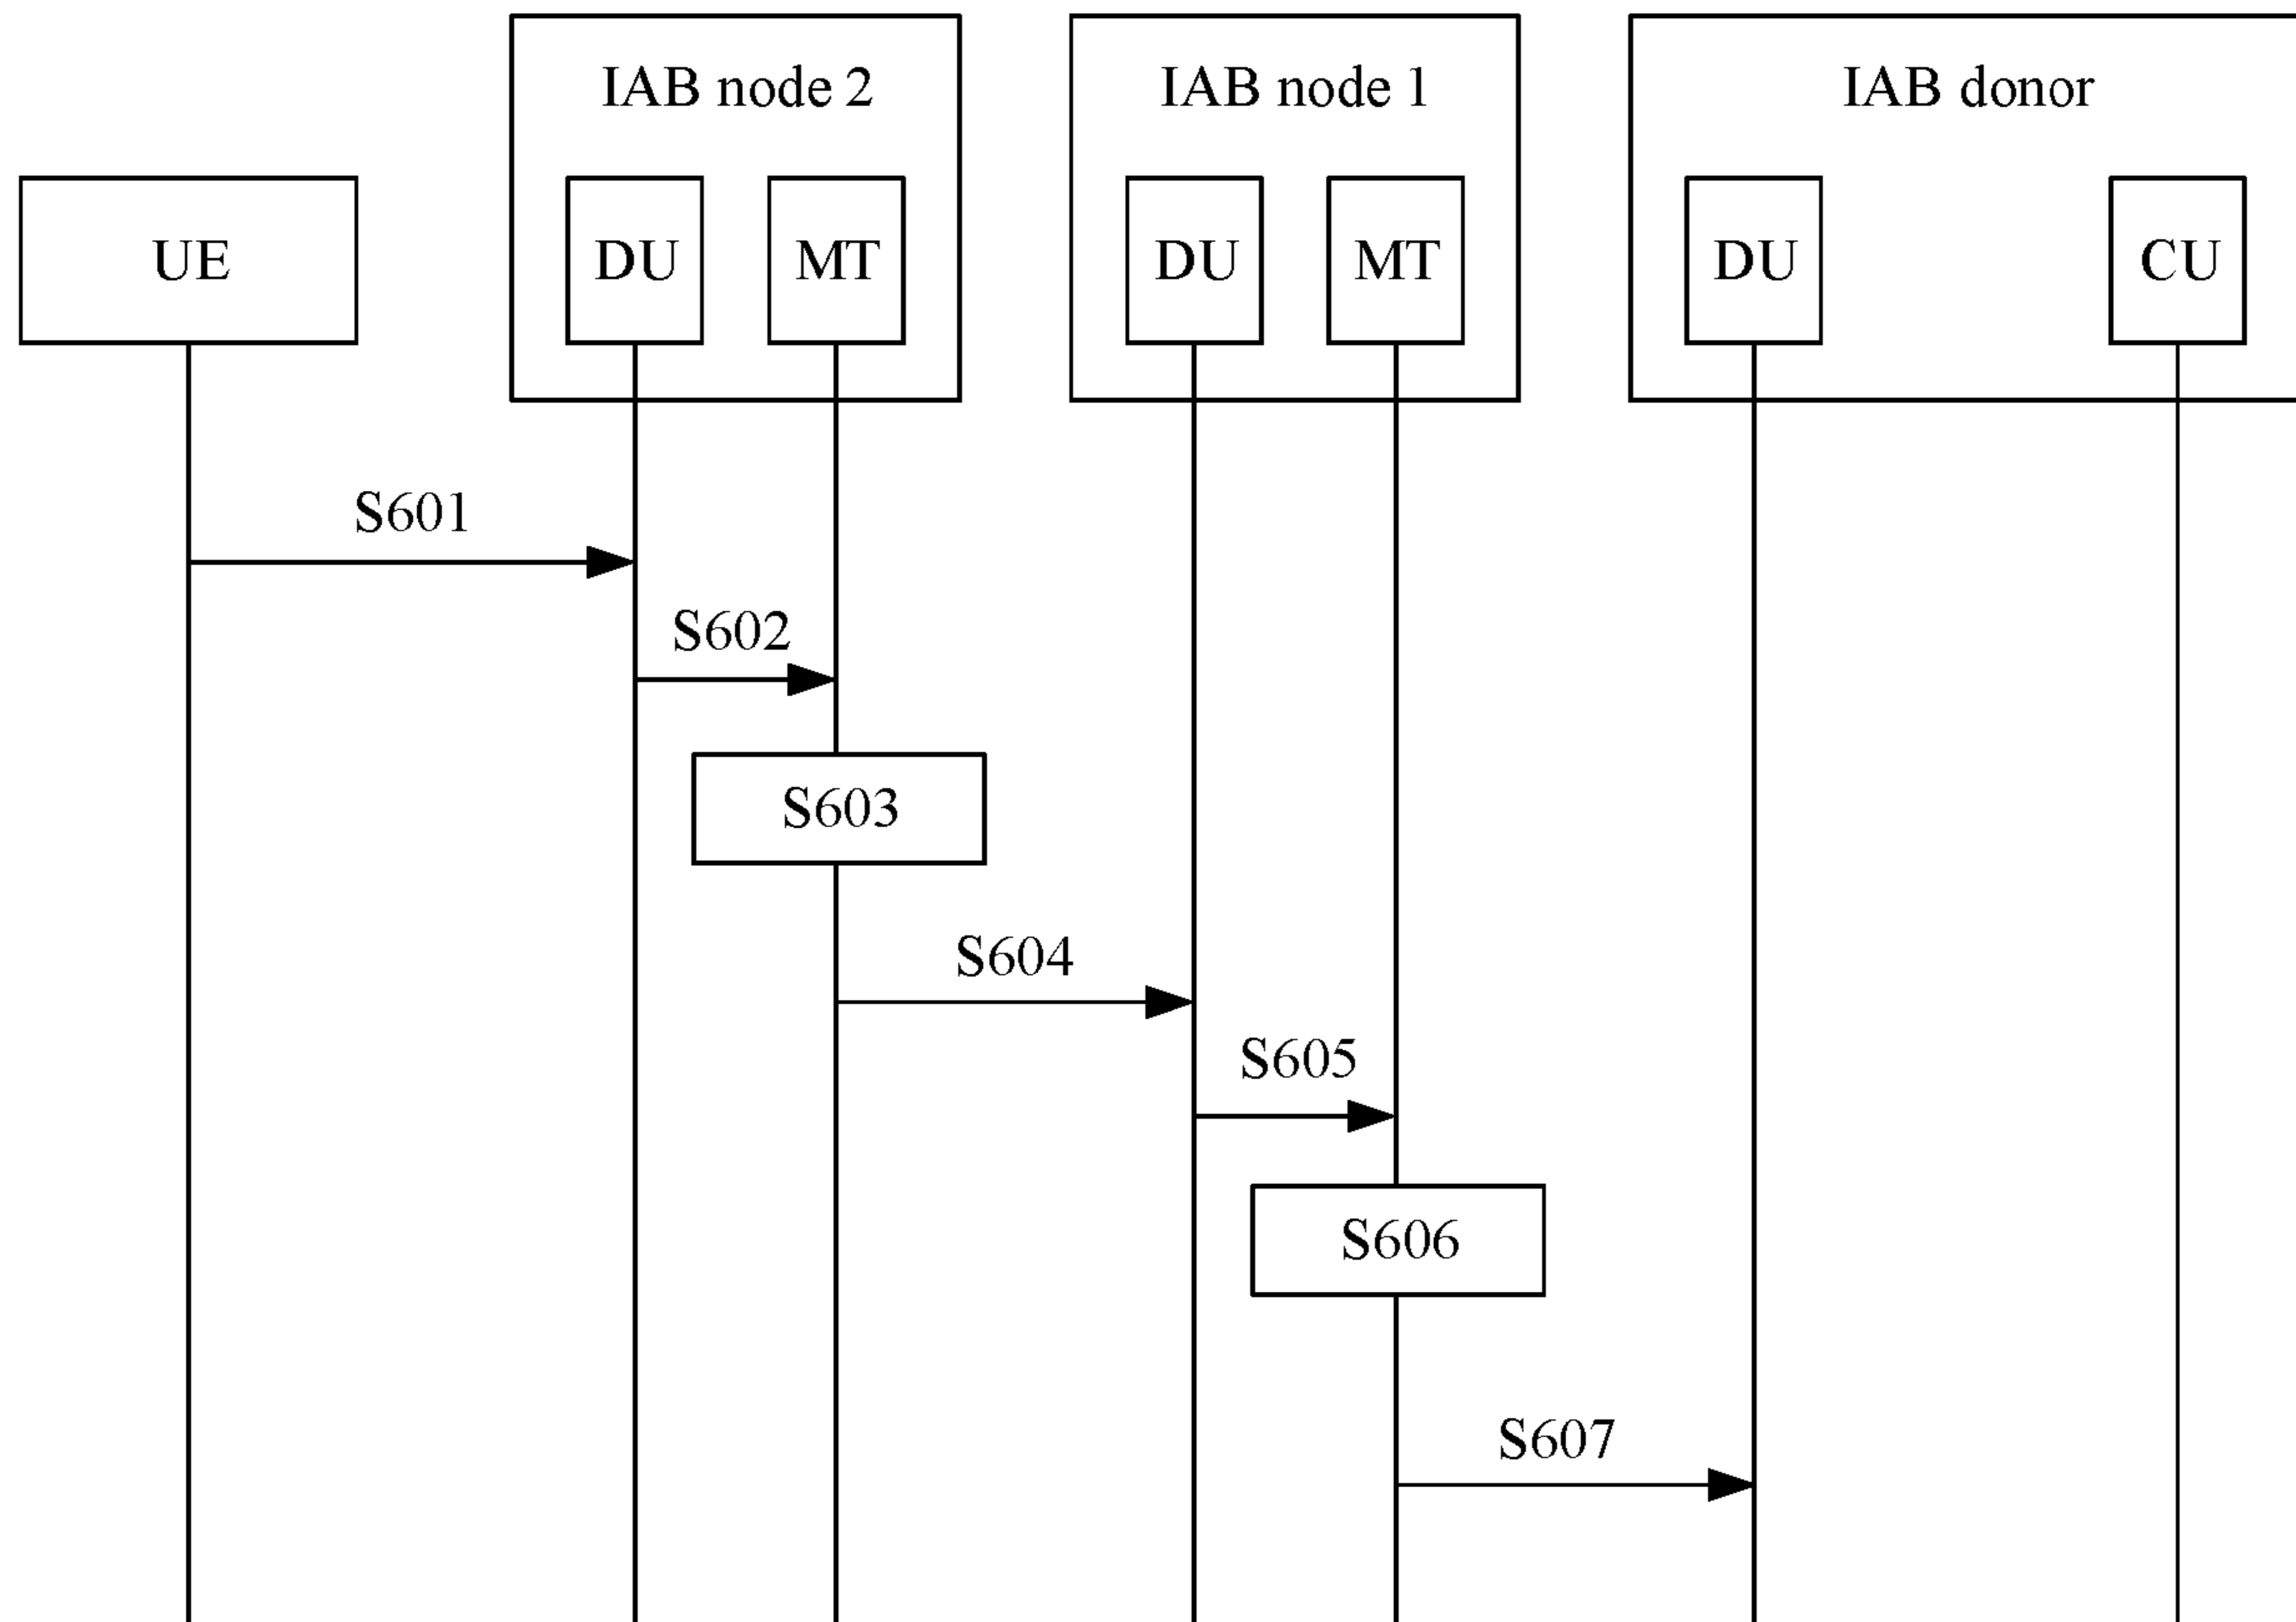 IAB node 2
IAB node 1
IAB donor
UE
DU
MT
DU
MT
DU
CU
S601
S602
S603
S604
S605
S606
S607